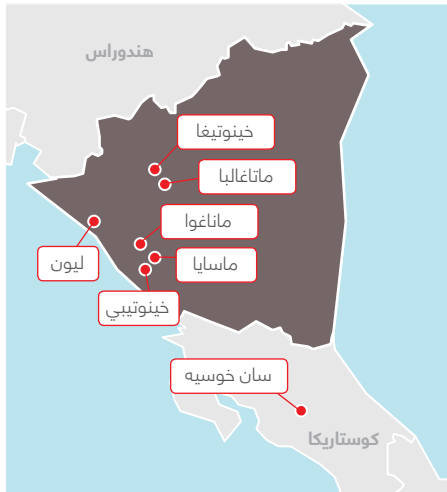 هندوراس
خينوتيغا
ماتاغالبا
ماناغوا
ماسايا
ليون
خينوتيبي
سان خوسيه
كوستاريكا